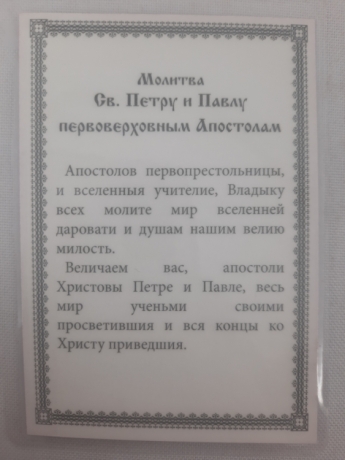 Молитва
Св. Петру и Павлу
первоверховным Апостолам
Апостолов первопрестольницы,
и вселенныя учителие, Владыку
всех молите мир вселенней
даровати и душам нашим велию
милость.
Величаем вас, апостоли
Христовы Петре и Павле, весь
мир ученьми своими
просветившия и вся концы ко
Христу приведшия.